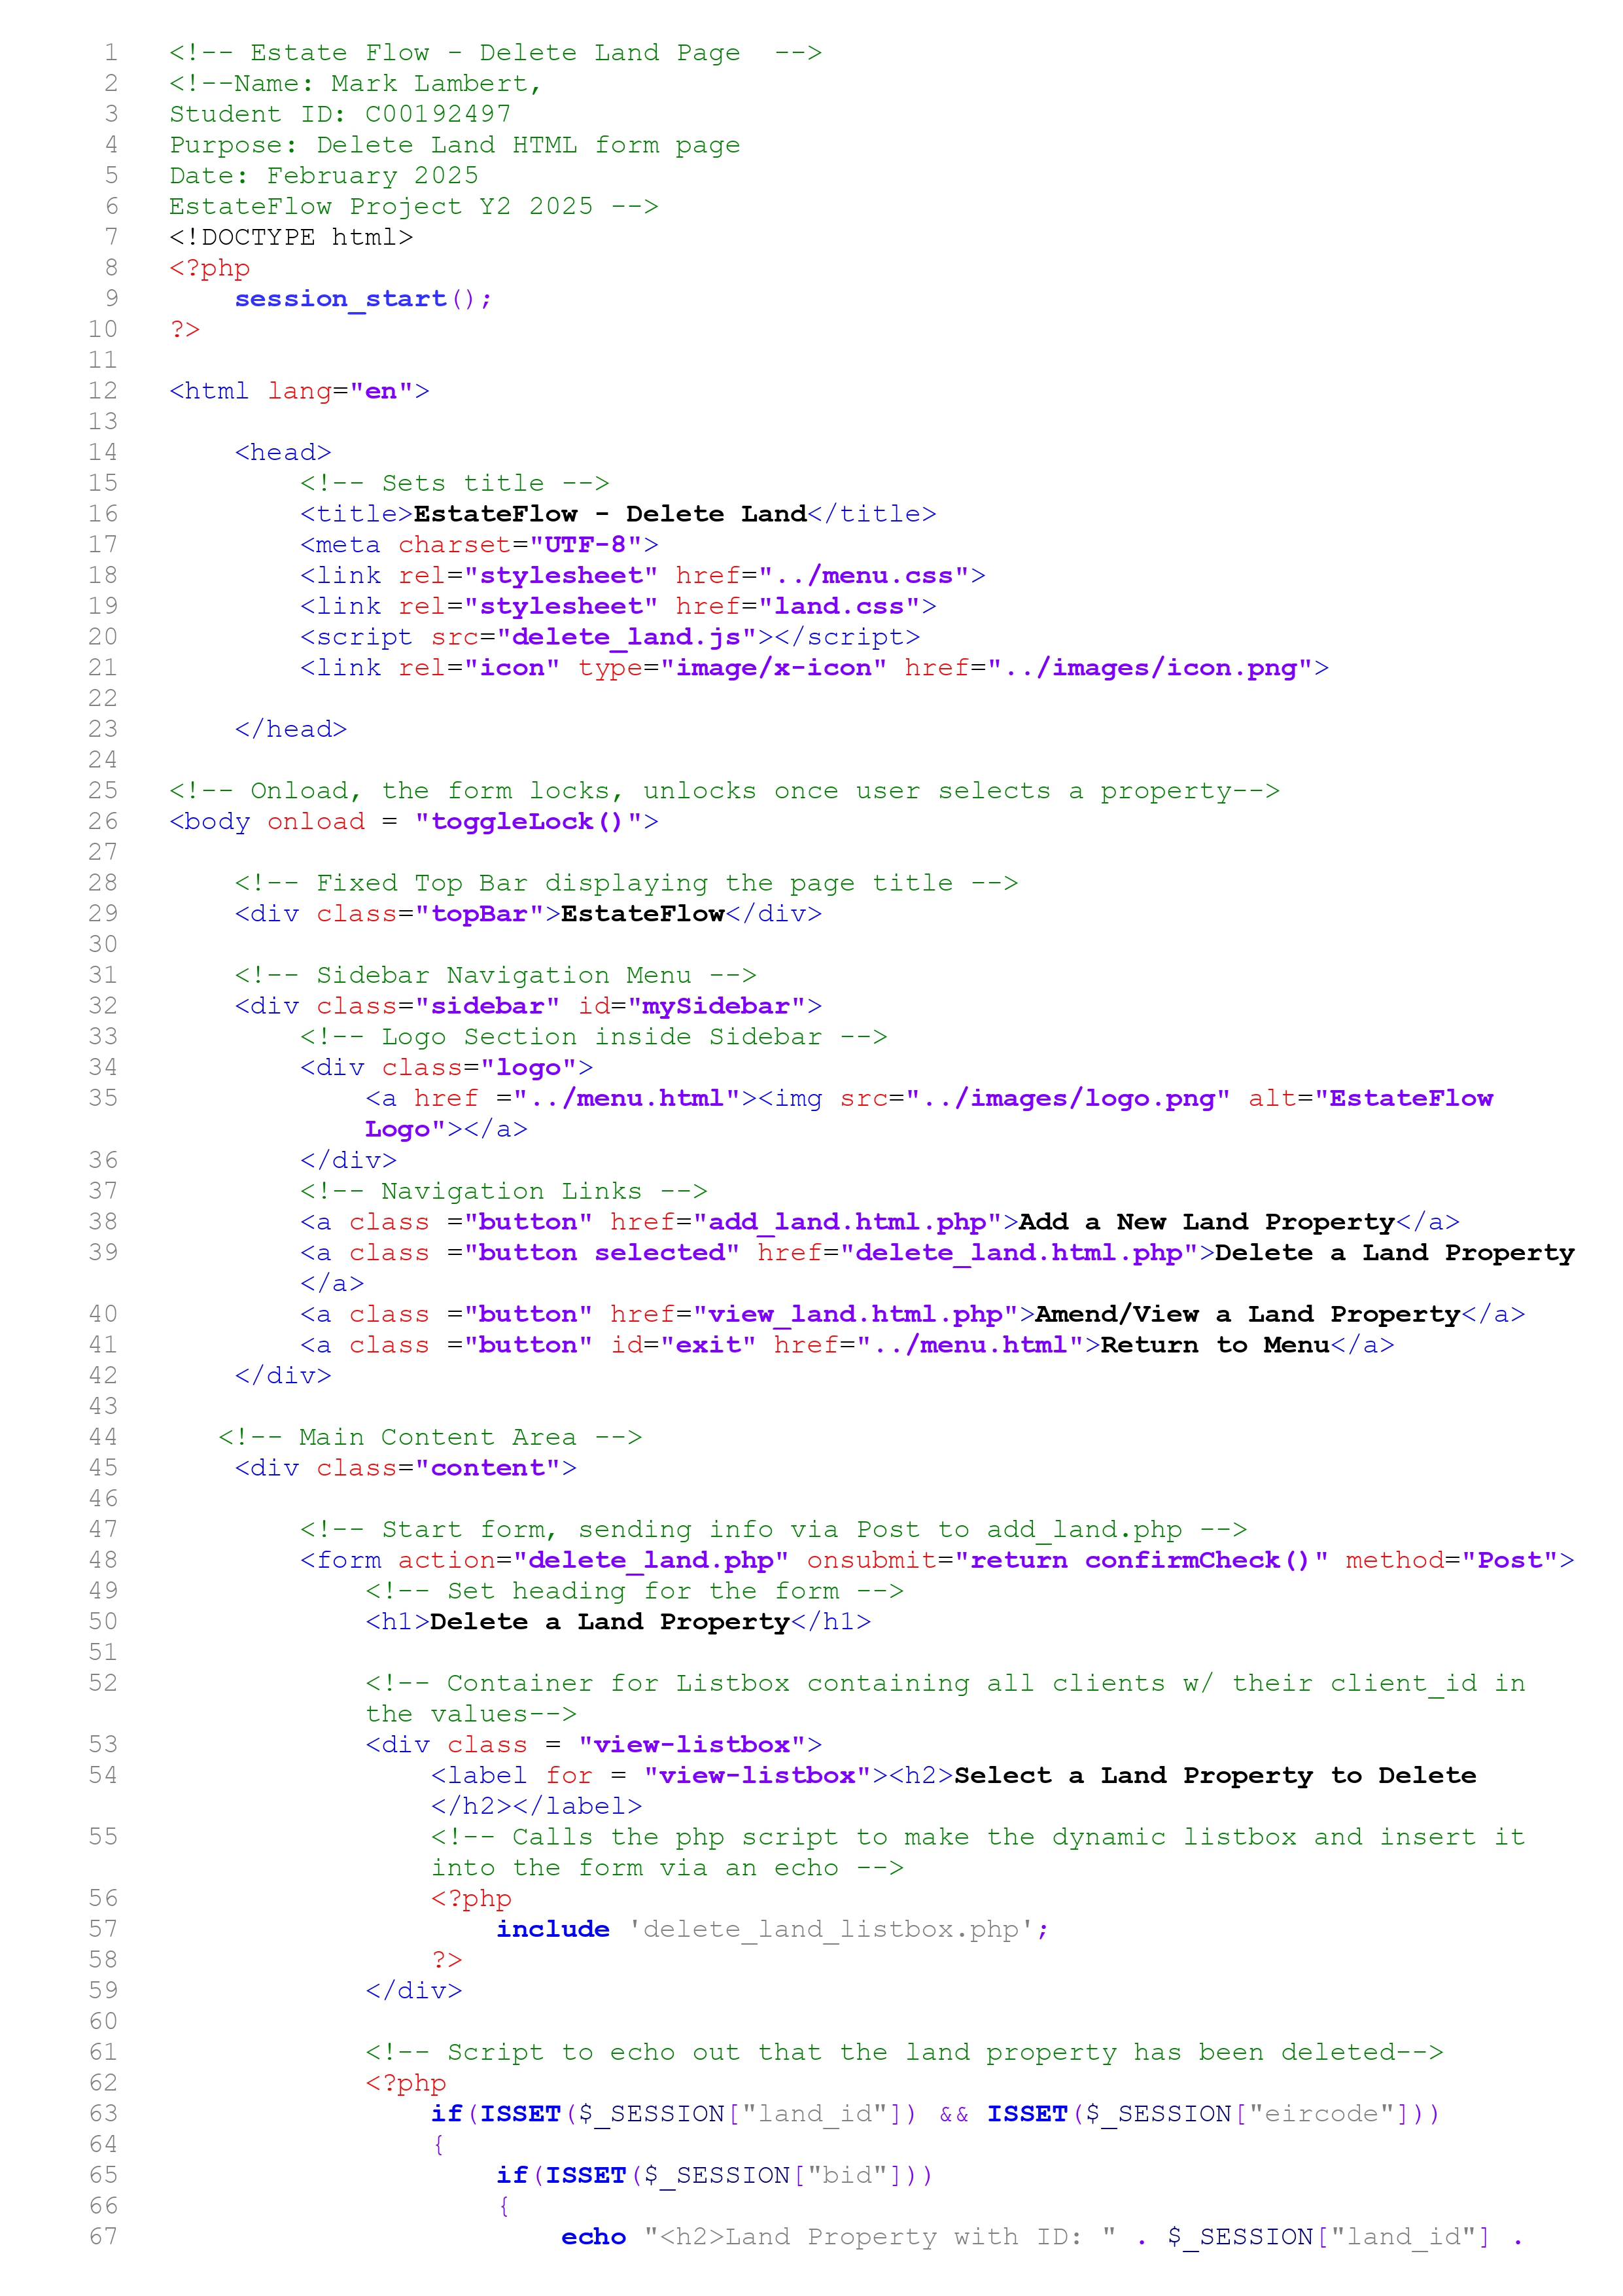 1 <!-- Estate Flow - Delete Land Page  -->
2 <!--Name: Mark Lambert,
3 Student ID: C00192497
4 Purpose: Delete Land HTML form page
5 Date: February 2025
6 EstateFlow Project Y2 2025 -->
7 <!DOCTYPE html>
8 <?php
9     session_start();
10 ?>
11
12 <html lang="en">
13
14     <head>
15         <!-- Sets title -->
16         <title>EstateFlow - Delete Land</title>
17         <meta charset="UTF-8">
18         <link rel="stylesheet" href="../menu.css">
19         <link rel="stylesheet" href="land.css">
20         <script src="delete_land.js"></script>
21         <link rel="icon" type="image/x-icon" href="../images/icon.png">
22
23     </head>
24
25 <!-- Onload, the form locks, unlocks once user selects a property-->
26 <body onload = "toggleLock()">
27
28     <!-- Fixed Top Bar displaying the page title -->
29     <div class="topBar">EstateFlow</div>
30
31     <!-- Sidebar Navigation Menu -->
32     <div class="sidebar" id="mySidebar">
33         <!-- Logo Section inside Sidebar -->
34         <div class="logo">
35             <a href ="../menu.html"><img src="../images/logo.png" alt="EstateFlow
Logo"></a>
36         </div>
37         <!-- Navigation Links -->
38         <a class ="button" href="add_land.html.php">Add a New Land Property</a>
39         <a class ="button selected" href="delete_land.html.php">Delete a Land Property
</a>
40         <a class ="button" href="view_land.html.php">Amend/View a Land Property</a>
41         <a class ="button" id="exit" href="../menu.html">Return to Menu</a>
42     </div>
43
44    <!-- Main Content Area -->
45     <div class="content">
46
47         <!-- Start form, sending info via Post to add_land.php -->
48         <form action="delete_land.php" onsubmit="return confirmCheck()" method="Post">
49             <!-- Set heading for the form -->
50             <h1>Delete a Land Property</h1>
51
52             <!-- Container for Listbox containing all clients w/ their client_id in
the values-->
53             <div class = "view-listbox">
54                 <label for = "view-listbox"><h2>Select a Land Property to Delete
</h2></label>
55                 <!-- Calls the php script to make the dynamic listbox and insert it
into the form via an echo -->
56                 <?php
57                     include 'delete_land_listbox.php';
58                 ?>
59             </div>
60
61             <!-- Script to echo out that the land property has been deleted-->
62             <?php
63                 if(ISSET($_SESSION["land_id"]) && ISSET($_SESSION["eircode"]))
64                 {
65                     if(ISSET($_SESSION["bid"]))
66                     {
67                         echo "<h2>Land Property with ID: " . $_SESSION["land_id"] .